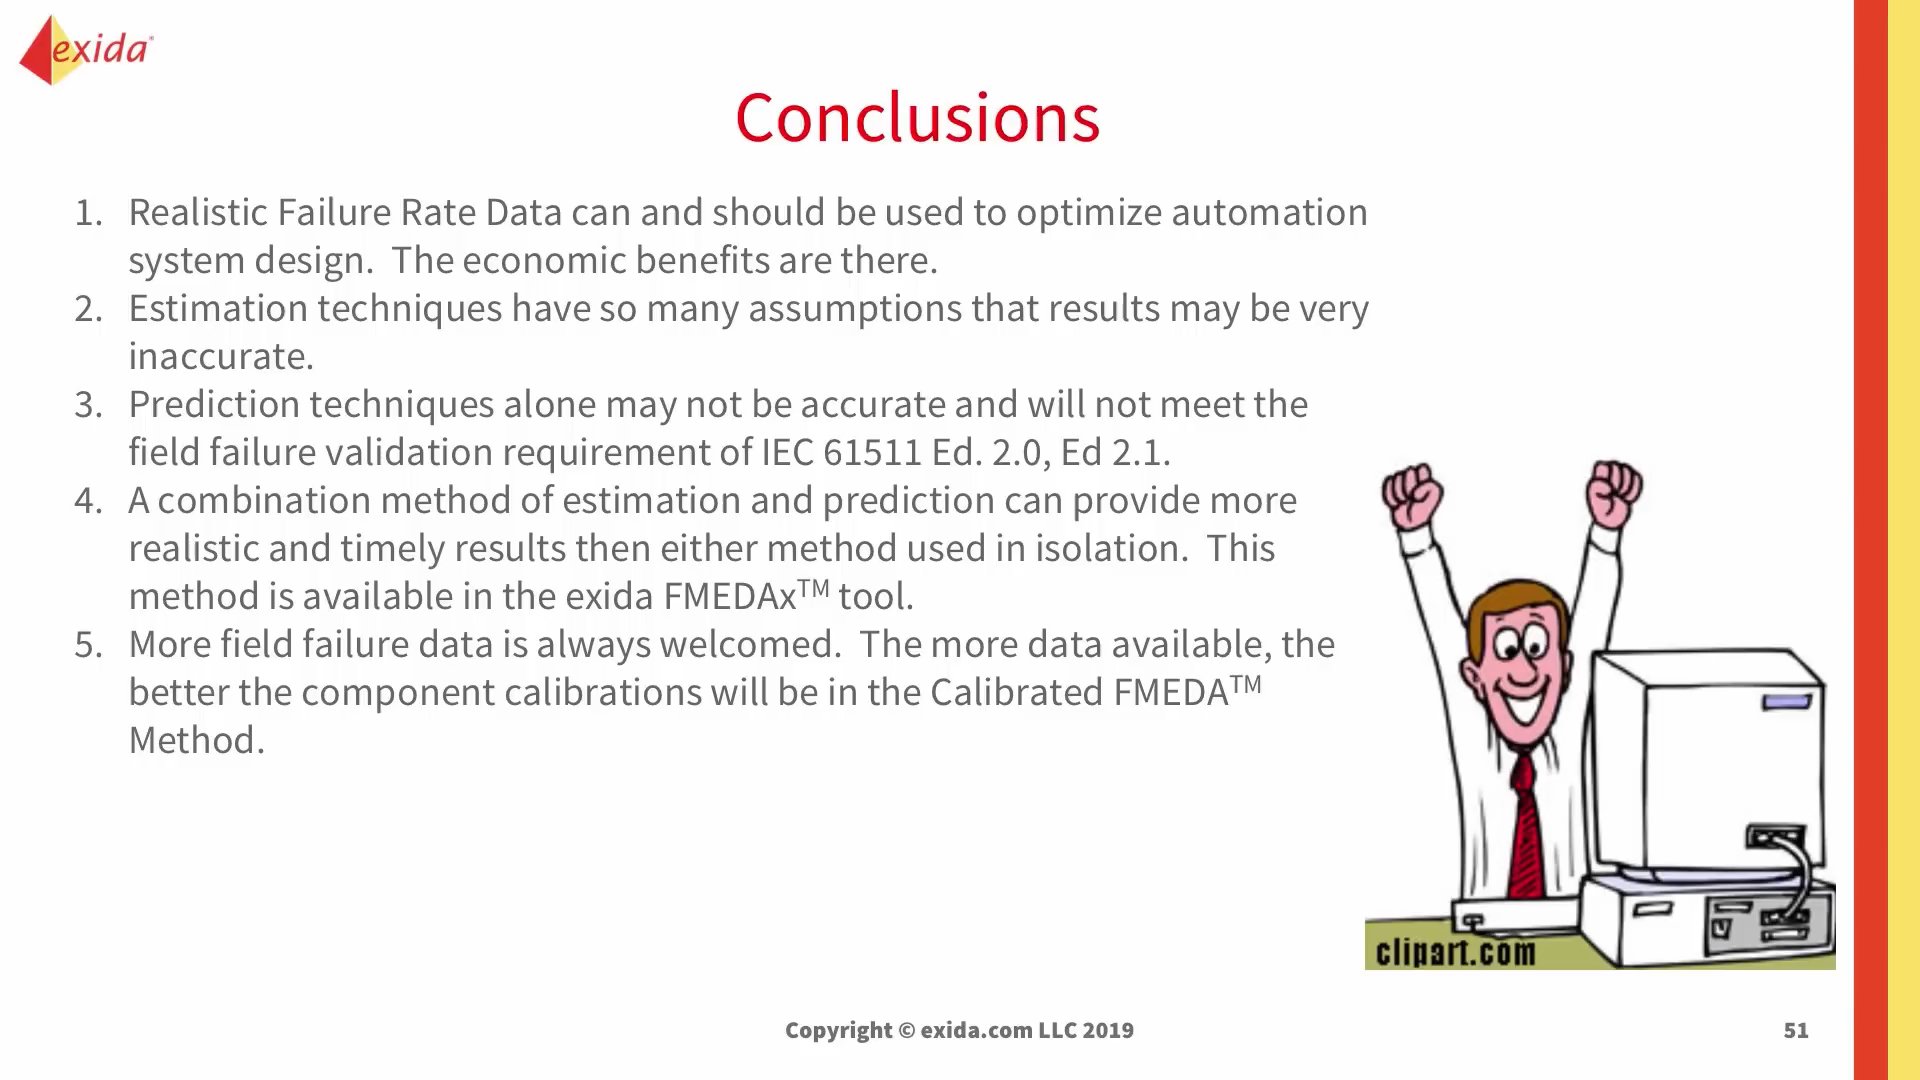 exida
Conclusions
1. Realistic Failure Rate Data can and should be used to optimize automation
system design. The economic benefits are there.
2. Estimation techniques have so many assumptions that results may be very
inaccurate.
3. Prediction techniques alone may not be accurate and will not meet the
field failure validation requirement of IEC 61511 Ed. 2.0, Ed 2.1.
4. A combination method of estimation and prediction can provide more
realistic and timely results then either method used in isolation. This
method is available in the exida FMEDAx™ tool.
5. More field failure data is always welcomed. The more data available, the
better the component calibrations will be in the Calibrated FMEDA™
Method.
clipart.com
Copyright © exida.com LLC 2019
51